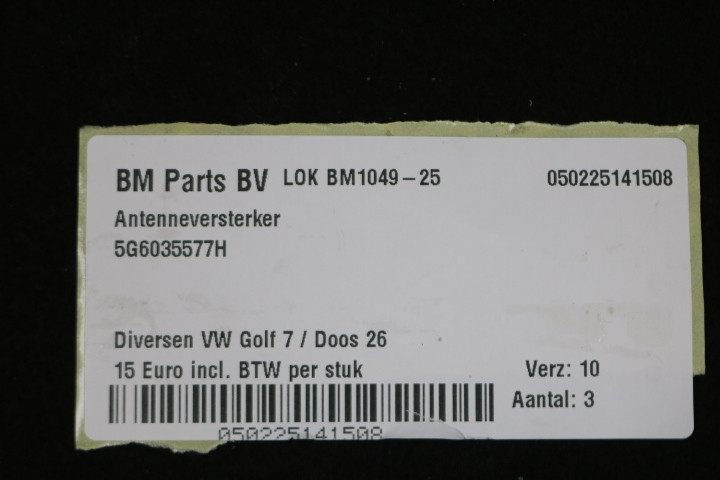 BM Parts BV LOK BM1049-25 050225141508
Antenneversterker
5G6035577H
Diversen VW Golf 7 / Doos 26
15 Euro incl. BTW per stuk Verz: 10
Aantal: 3
050225141508